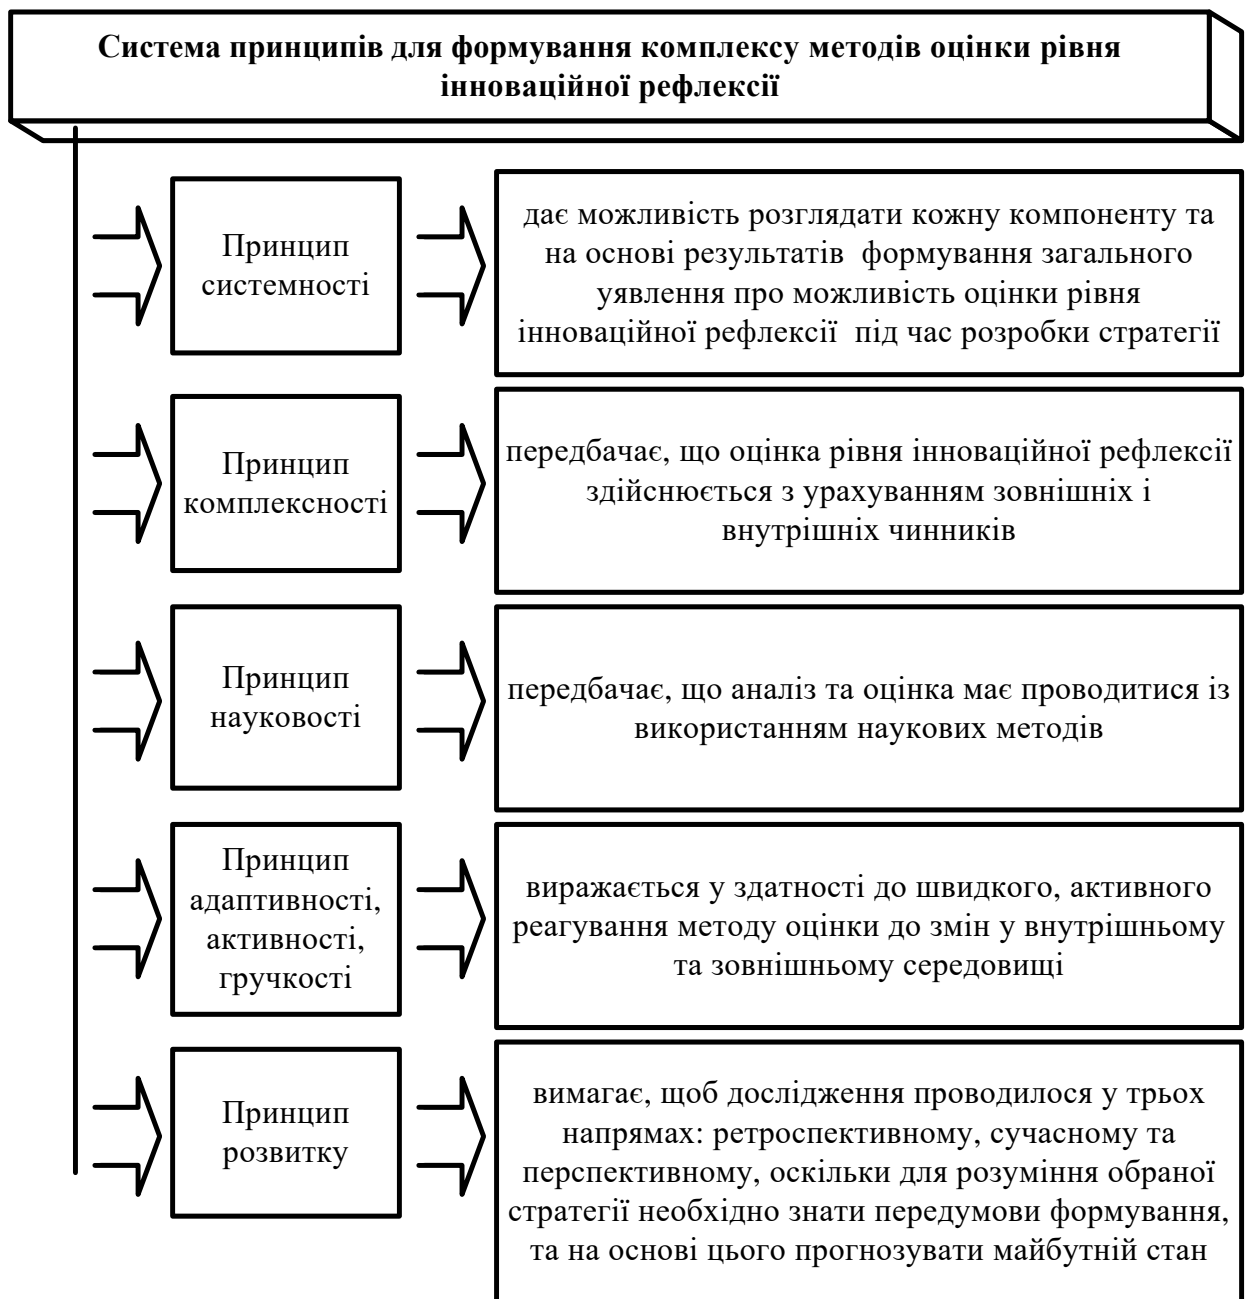 Система принципів для формування комплексу методів оцінки рівня
інноваційної рефлексії
Принцип
системності
дає можливість розглядати кожну компоненту та
на основі результатів формування загального
уявлення про можливість оцінки рівня
інноваційної рефлексії під час розробки стратегії
Принцип
комплексності
передбачає, що оцінка рівня інноваційної рефлексії
здійснюється з урахуванням зовнішніх і
внутрішніх чинників
Принцип
науковості
передбачає, що аналіз та оцінка має проводитися із
використанням наукових методів
Принцип
адаптивності,
активності,
гручкості
виражається у здатності до швидкого, активного
реагування методу оцінки до змін у внутрішньому
та зовнішньому середовищі
Принцип
розвитку
вимагає, щоб дослідження проводилося у трьох
напрямах: ретроспективному, сучасному та
перспективному, оскільки для розуміння обраної
стратегії необхідно знати передумови формування,
та на основі цього прогнозувати майбутній стан